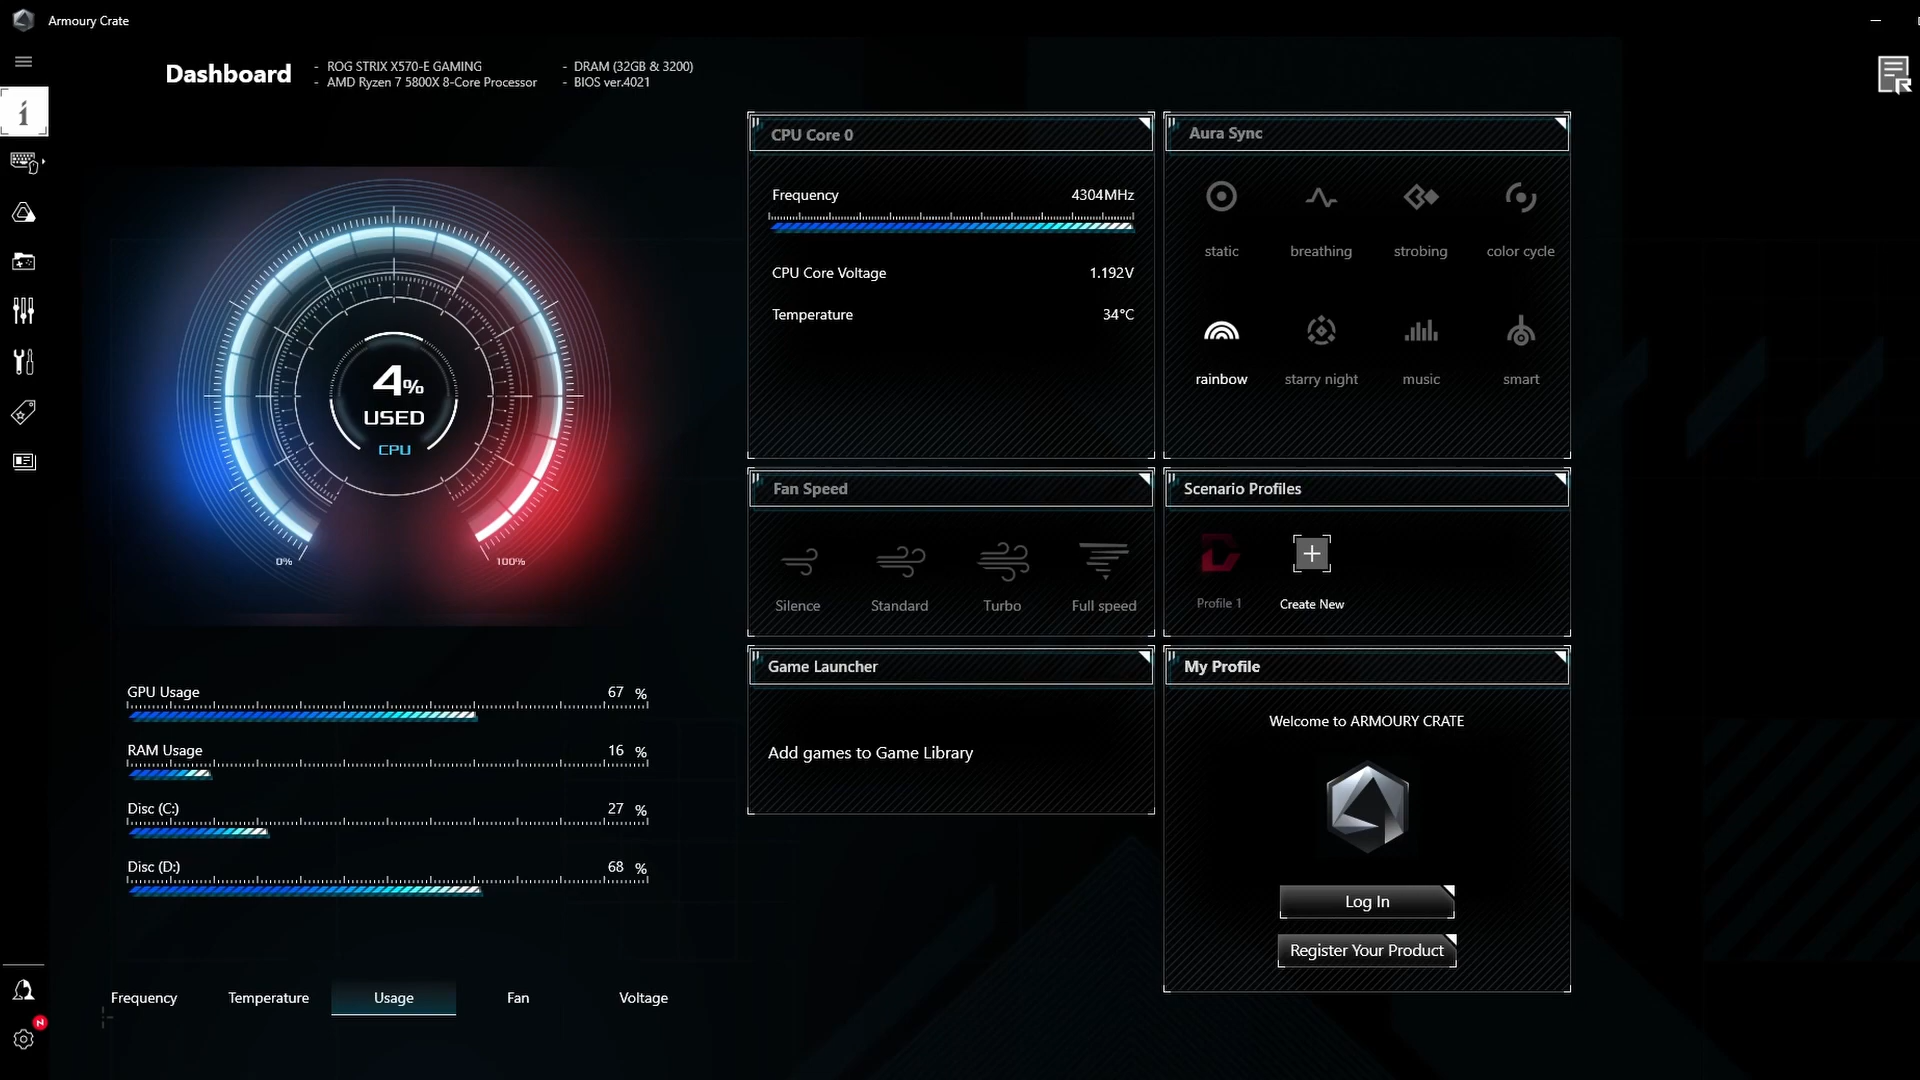 Armoury Crate
Dashboard
- ROG STRIX X570-E GAMING
- AMD Ryzen 7 5800X 8-Core Processor
- DRAM (32GB & 3200)
- BIOS ver.4021
4%
USED
CPU
0%
100%
GPU Usage 67 %
RAM Usage 16 %
Disc (C:) 27 %
Disc (D:) 68 %
Frequency
Temperature
Usage
Fan
Voltage
CPU Core 0
Frequency 4304MHz
CPU Core Voltage 1.192V
Temperature 34°C
Aura Sync
static
breathing
strobing
color cycle
rainbow
starry night
music
smart
Fan Speed
Silence
Standard
Turbo
Full speed
Scenario Profiles
Profile 1
Create New
Game Launcher
Add games to Game Library
My Profile
Welcome to ARMOURY CRATE
Log In
Register Your Product
N